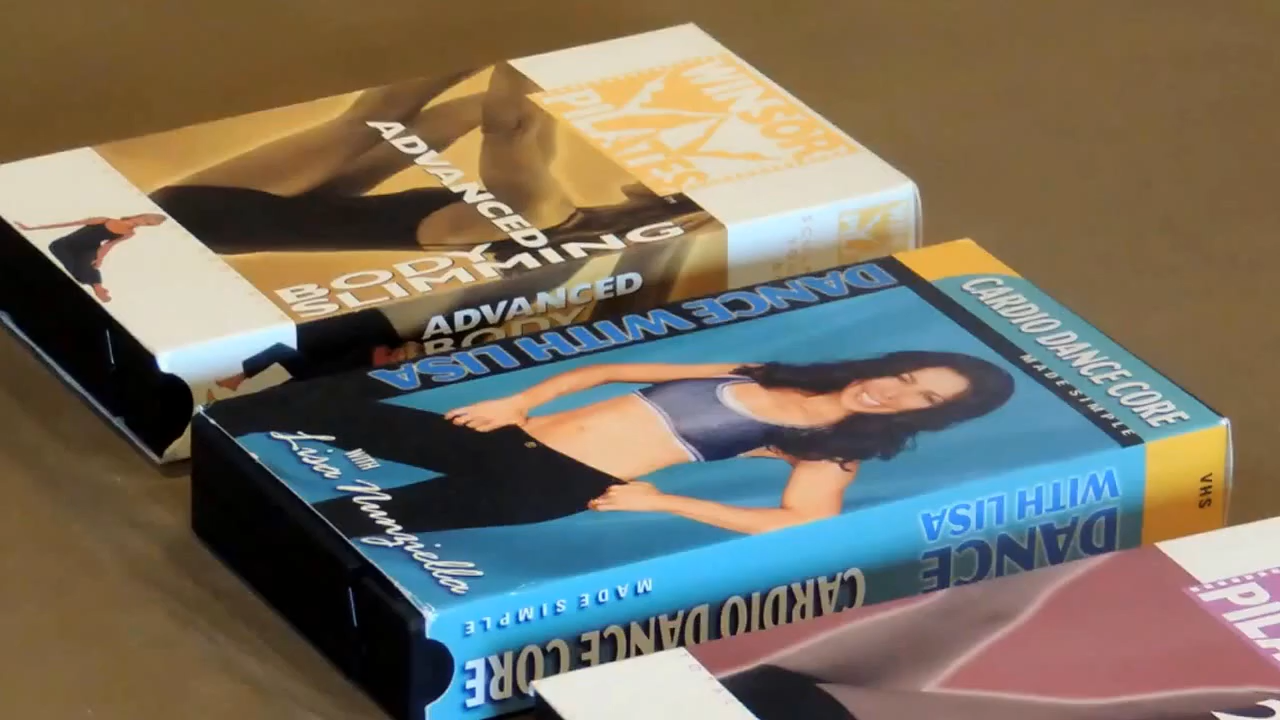 WINSOR
PILATES
ADVANCED
BODY
SLIMMING
ADVANCED
BODY
CARDIO DANCE CORE
MADE SIMPLE
DANCE WITH LISA
WITH
Lisa Nunziella
VHS
DANCE
WITH LISA
CARDIO DANCE CORE
MADE SIMPLE